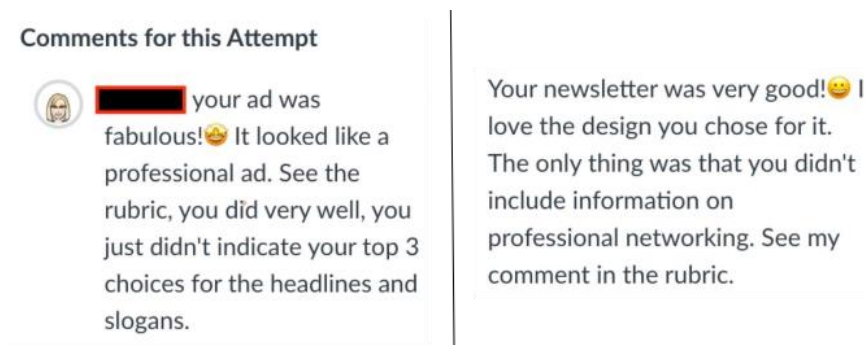 Comments for this Attempt
your ad was
fabulous!🤩 It looked like a
professional ad. See the
rubric, you did very well, you
just didn't indicate your top 3
choices for the headlines and
slogans.
Your newsletter was very good!😀 I
love the design you chose for it.
The only thing was that you didn't
include information on
professional networking. See my
comment in the rubric.